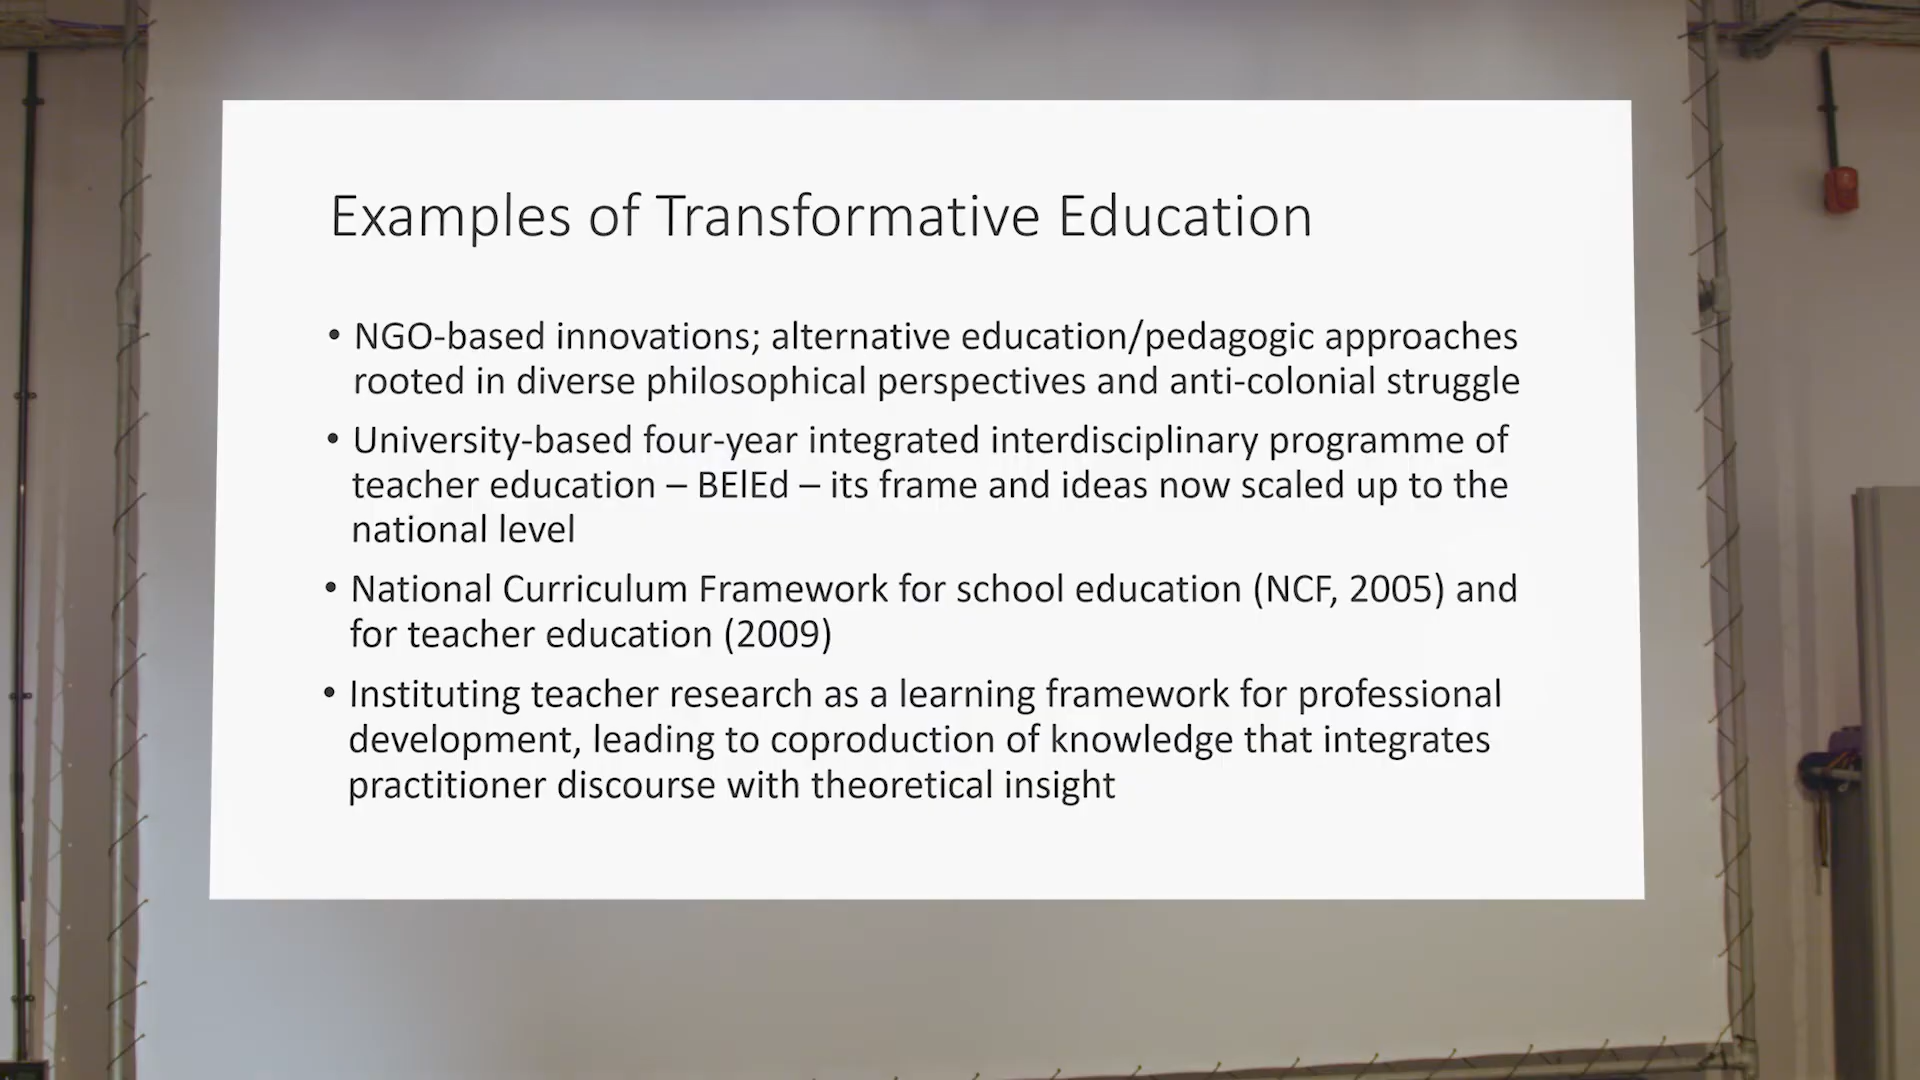 Examples of Transformative Education
• NGO-based innovations; alternative education/pedagogic approaches
rooted in diverse philosophical perspectives and anti-colonial struggle
• University-based four-year integrated interdisciplinary programme of
teacher education – BElEd – its frame and ideas now scaled up to the
national level
• National Curriculum Framework for school education (NCF, 2005) and
for teacher education (2009)
• Instituting teacher research as a learning framework for professional
development, leading to coproduction of knowledge that integrates
practitioner discourse with theoretical insight